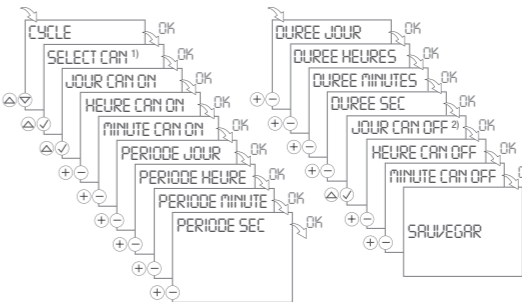 CYCLE
OK
SELECT CAN 1)
OK
JOUR CAN ON
OK
HEURE CAN ON
OK
MINUTE CAN ON
OK
PERIODE JOUR
OK
PERIODE HEURE
OK
PERIODE MINUTE
OK
PERIODE SEC
DUREE JOUR
OK
DUREE HEURES
OK
DUREE MINUTES
OK
DUREE SEC
OK
JOUR CAN OFF 2)
OK
HEURE CAN OFF
OK
MINUTE CAN OFF
SAUVEGAR